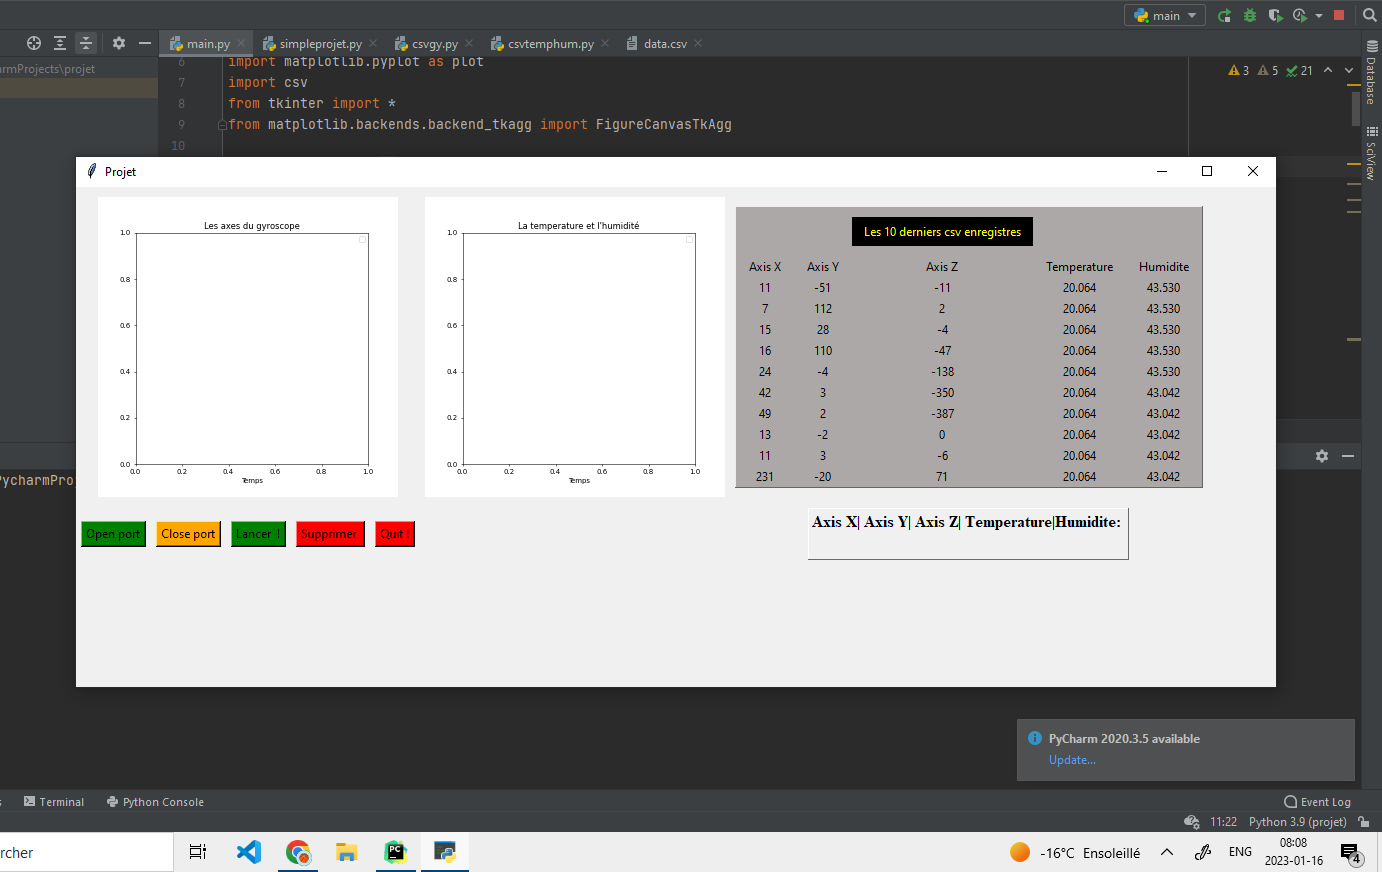 main
main.py
simpleprojet.py
csvgy.py
csvtemphum.py
data.csv
armProjects\projet
6 import matplotlib.pyplot as plot
7 import csv
8 from tkinter import *
9 from matplotlib.backends.backend_tkagg import FigureCanvasTkAgg
10
3 5 21
Database
SciView
Projet
Les axes du gyroscope
1.0
0.8
0.6
0.4
0.2
0.0
0.0 0.2 0.4 0.6 0.8 1.0
Temps
La temperature et l'humidité
1.0
0.8
0.6
0.4
0.2
0.0
0.0 0.2 0.4 0.6 0.8 1.0
Temps
Les 10 derniers csv enregistres
Axis X Axis Y Axis Z Temperature Humidite
11 -51 -11 20.064 43.530
7 112 2 20.064 43.530
15 28 -4 20.064 43.530
16 110 -47 20.064 43.530
24 -4 -138 20.064 43.530
42 3 -350 20.064 43.042
49 2 -387 20.064 43.042
13 -2 0 20.064 43.042
11 3 -6 20.064 43.042
231 -20 71 20.064 43.042
Open port
Close port
Lancer !
Supprimer
Quit !
Axis X| Axis Y| Axis Z| Temperature|Humidite:
PycharmPro
PyCharm 2020.3.5 available
Update...
Terminal
Python Console
Event Log
11:22 Python 3.9 (projet)
rcher
PC
-16°C Ensoleillé
ENG
08:08
2023-01-16
4